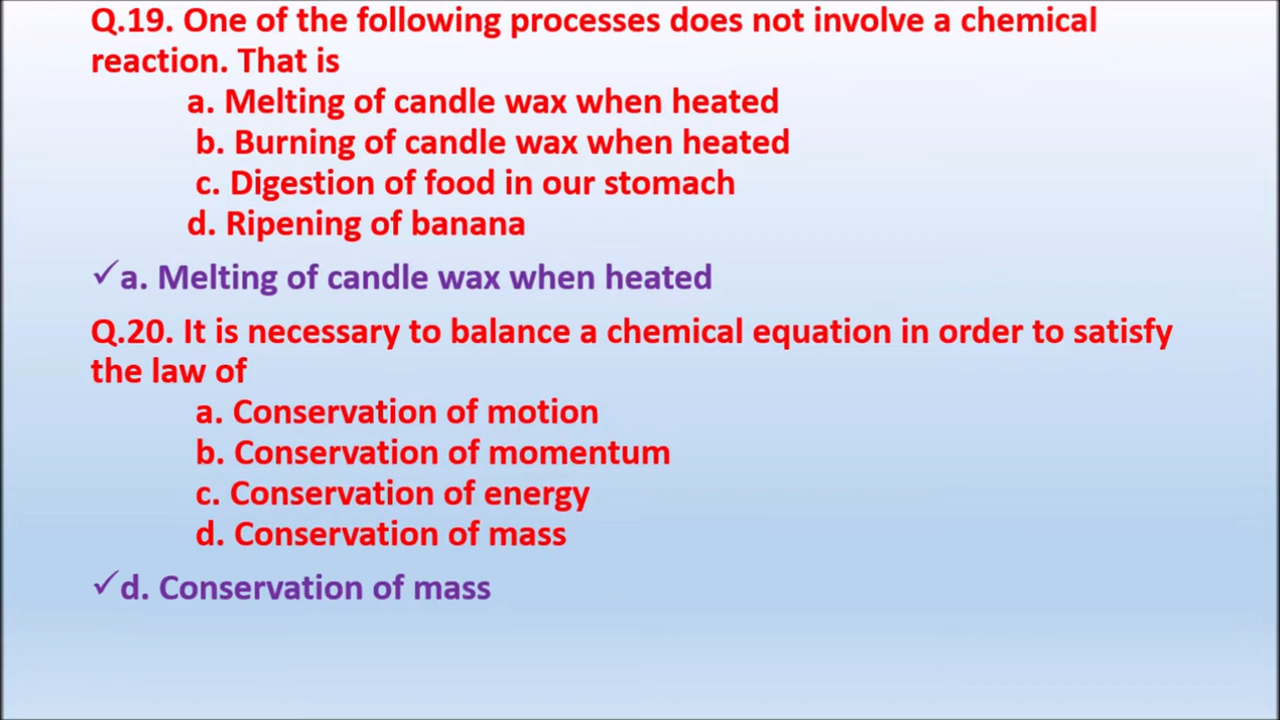 Q.19. One of the following processes does not involve a chemical
reaction. That is
a. Melting of candle wax when heated
b. Burning of candle wax when heated
c. Digestion of food in our stomach
d. Ripening of banana
✓a. Melting of candle wax when heated
Q.20. It is necessary to balance a chemical equation in order to satisfy
the law of
a. Conservation of motion
b. Conservation of momentum
c. Conservation of energy
d. Conservation of mass
✓d. Conservation of mass